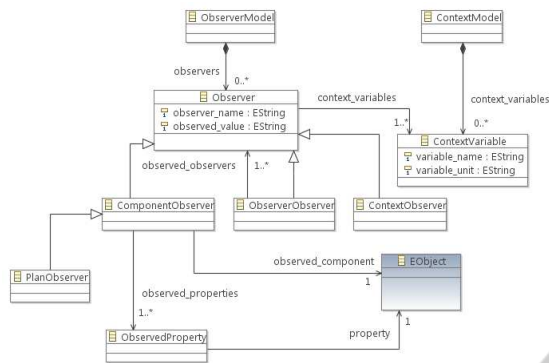 ObserverModel
ContextModel
observers
0..*
context_variables
0..*
Observer
observer_name : EString
observed_value : EString
context_variables
1..*
ContextVariable
variable_name : EString
variable_unit : EString
observed_observers
1..*
ComponentObserver
ObserverObserver
ContextObserver
PlanObserver
observed_component
1
EObject
observed_properties
1..*
property
1
ObservedProperty